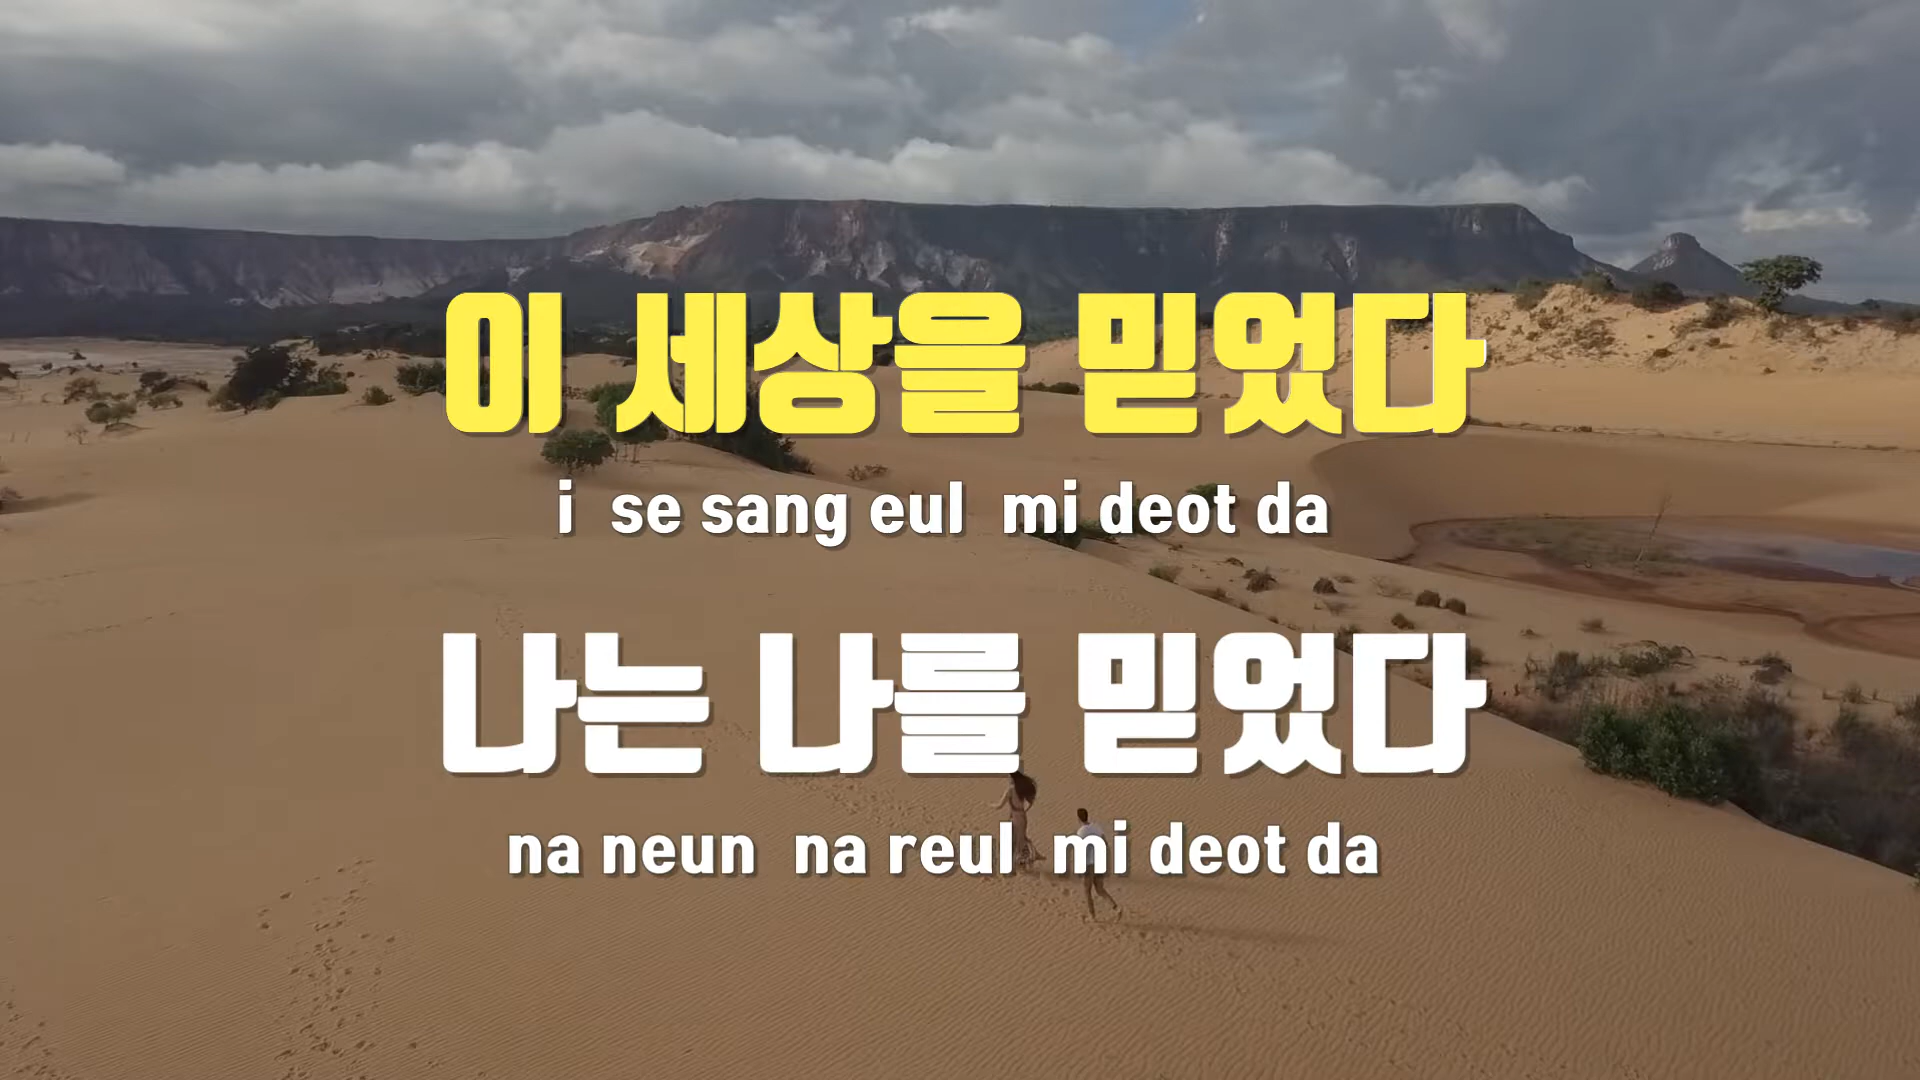 이 세상을 믿었다
i se sang eul mi deot da
나는 나를 믿었다
na neun na reul mi deot da